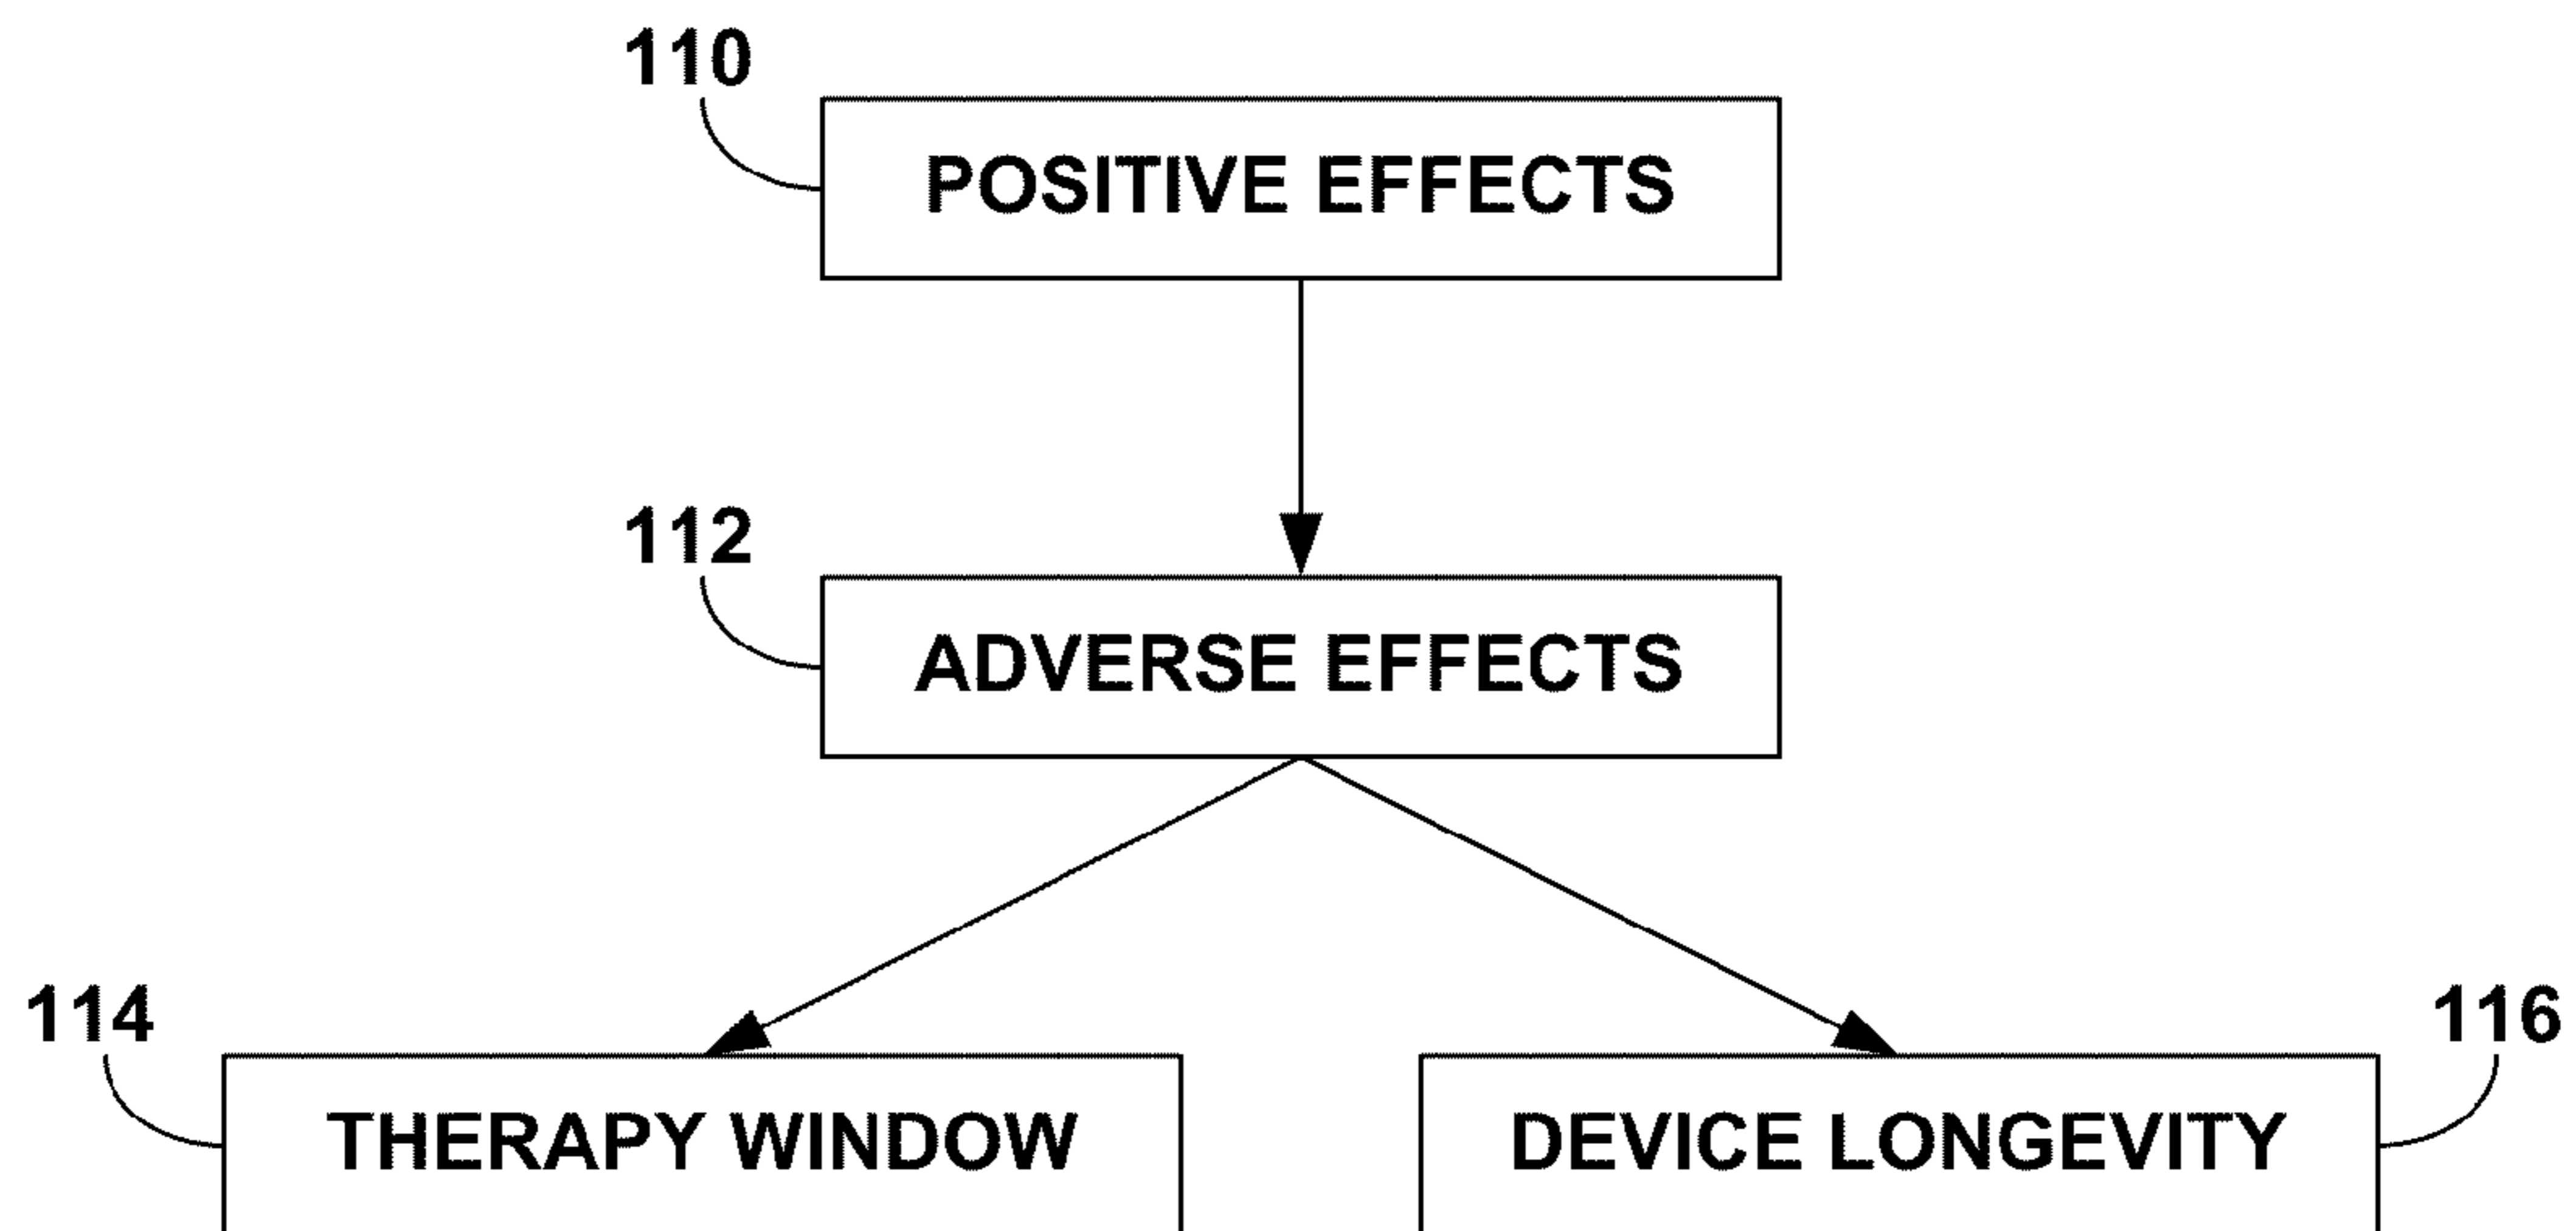 110
POSITIVE EFFECTS
112
ADVERSE EFFECTS
114
THERAPY WINDOW
116
DEVICE LONGEVITY